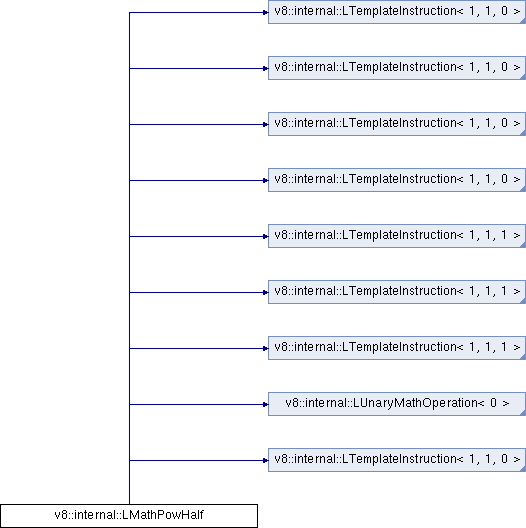 v8::internal::LTemplateInstruction< 1, 1, 0 >
v8::internal::LTemplateInstruction< 1, 1, 0 >
v8::internal::LTemplateInstruction< 1, 1, 0 >
v8::internal::LTemplateInstruction< 1, 1, 0 >
v8::internal::LTemplateInstruction< 1, 1, 1 >
v8::internal::LTemplateInstruction< 1, 1, 1 >
v8::internal::LTemplateInstruction< 1, 1, 1 >
v8::internal::LUnaryMathOperation< 0 >
v8::internal::LTemplateInstruction< 1, 1, 0 >
v8::internal::LMathPowHalf